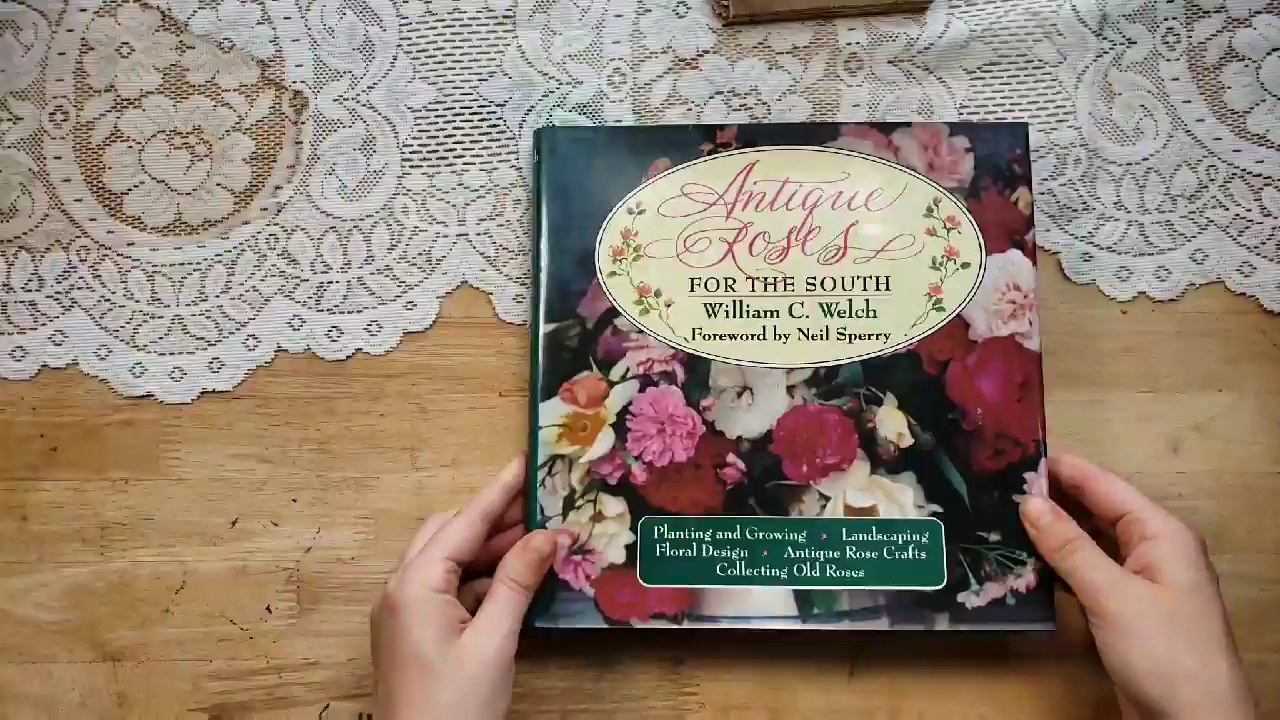 Antique
Roses
FOR THE SOUTH
William C. Welch
Foreword by Neil Sperry
Planting and Growing • Landscaping
Floral Design • Antique Rose Crafts
Collecting Old Roses